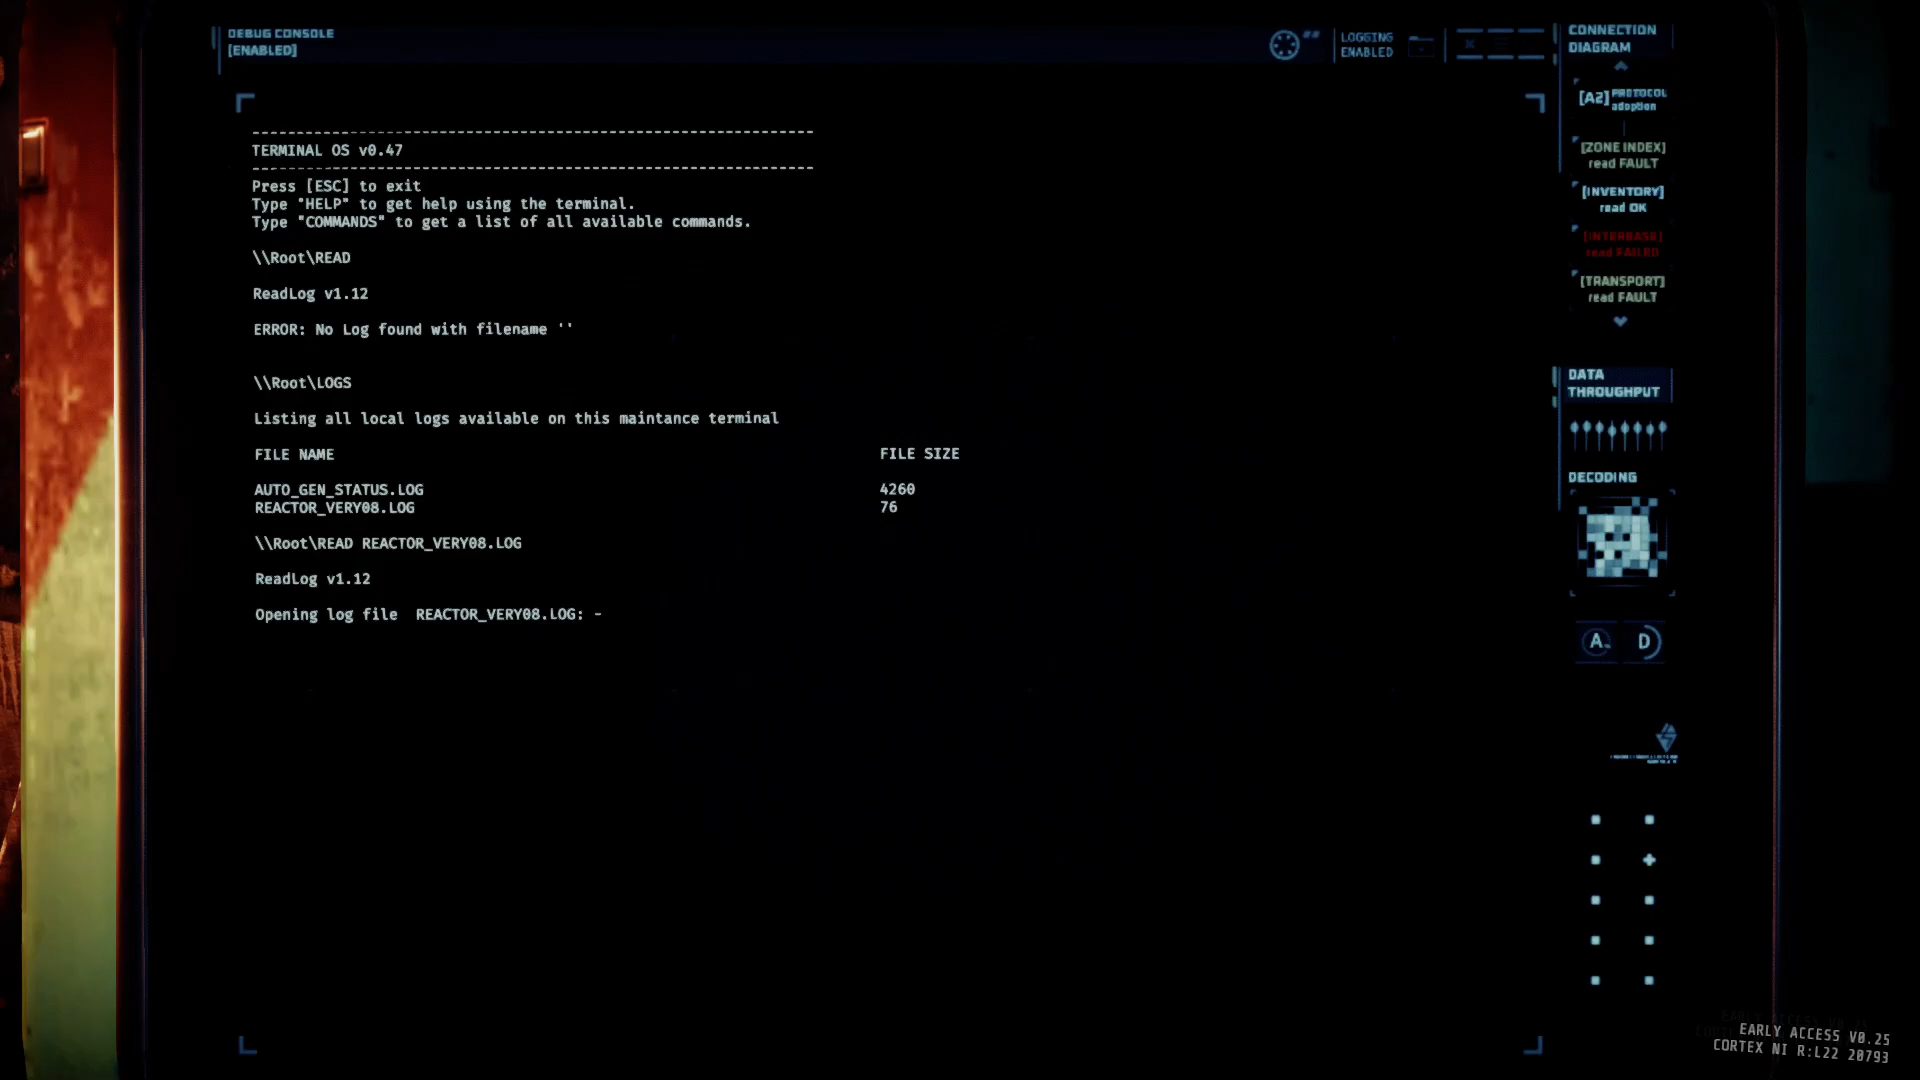 DEBUG CONSOLE
[ENABLED]
LOGGING
ENABLED
--------------------------------------------------------------
TERMINAL OS v0.47
--------------------------------------------------------------
Press [ESC] to exit
Type "HELP" to get help using the terminal.
Type "COMMANDS" to get a list of all available commands.
\\Root\READ
ReadLog v1.12
ERROR: No Log found with filename ''
\\Root\LOGS
Listing all local logs available on this maintance terminal
FILE NAME FILE SIZE
AUTO_GEN_STATUS.LOG 4260
REACTOR_VERY08.LOG 76
\\Root\READ REACTOR_VERY08.LOG
ReadLog v1.12
Opening log file  REACTOR_VERY08.LOG: -
CONNECTION
DIAGRAM
[A2] PROTOCOL
adoption
[ZONE INDEX]
read FAULT
[INVENTORY]
read OK
[INTERBASE]
read FAILED
[TRANSPORT]
read FAULT
DATA
THROUGHPUT
DECODING
A D
EARLY ACCESS V0.25
CORTEX NI R:L22 20793